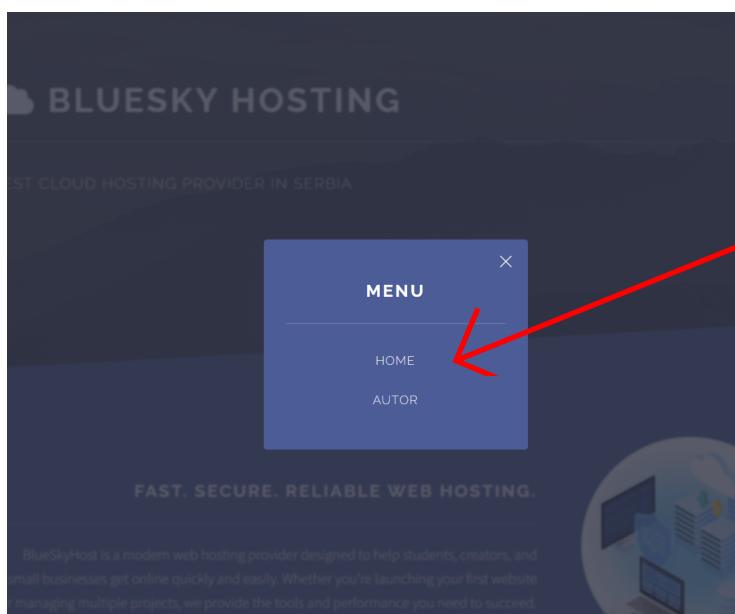 BLUESKY HOSTING
EST CLOUD HOSTING PROVIDER IN SERBIA
MENU
HOME
AUTOR
FAST. SECURE. RELIABLE WEB HOSTING.
BlueSkyHost is a modern web hosting provider designed to help students, creators, and
small businesses get online quickly and easily. Whether you're launching your first website
managing multiple projects, we provide the tools and performance you need to succeed.